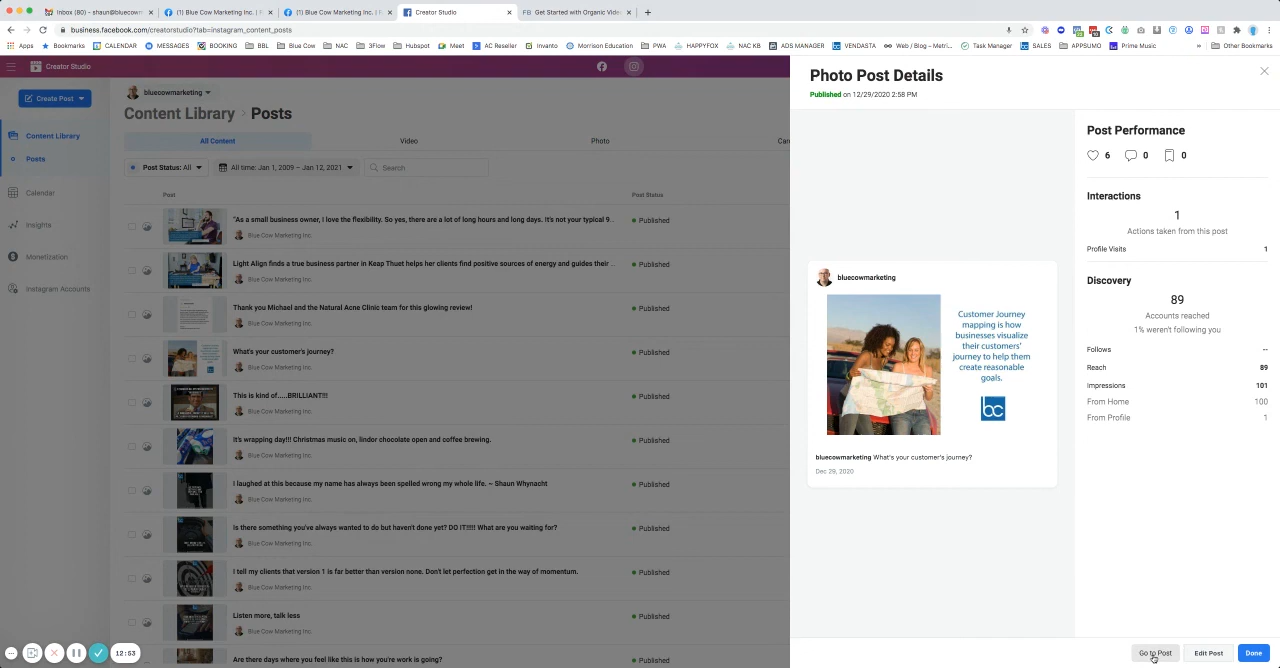 Inbox (80) - shaun@bluecowm
(1) Blue Cow Marketing Inc. | F
(1) Blue Cow Marketing Inc. | E
Creator Studio
Get Started with Organic Vide
business.facebook.com/creatorstudio?tab=instagram_content_posts
Apps
Bookmarks
CALENDAR
MESSAGES
BOOKING
BBL
Blue Cow
NAC
3Flow
Hubspot
Meet
AC Reseller
Invanto
Morrison Education
PWA
HAPPYFOX
NAC KB
ADS MANAGER
VENDASTA
Web / Blog – Metri...
Task Manager
SALES
APPSUMO
Prime Music
»
Other Bookmarks
Creator Studio
Create Post
Content Library
Posts
Calendar
Insights
Monetization
Instagram Accounts
bluecowmarketing
Content Library › Posts
All Content
Video
Photo
Car
Post Status: All
All time: Jan 1, 2009 – Jan 12, 2021
Search
Post
Post Status
"As a small business owner, I love the flexibility. So yes, there are a lot of long hours and long days. It's not your typical 9...
Blue Cow Marketing Inc.
Published
Light Align finds a true business partner in Keap Thuet helps her clients find positive sources of energy and guides their ...
Blue Cow Marketing Inc.
Published
Thank you Michael and the Natural Acne Clinic team for this glowing review!
Blue Cow Marketing Inc.
Published
What's your customer's journey?
Blue Cow Marketing Inc.
Published
This is kind of.....BRILLIANT!!!
Blue Cow Marketing Inc.
Published
It's wrapping day!!! Christmas music on, lindor chocolate open and coffee brewing.
Blue Cow Marketing Inc.
Published
I laughed at this because my name has always been spelled wrong my whole life. ~ Shaun Whynacht
Blue Cow Marketing Inc.
Published
Is there something you've always wanted to do but haven't done yet? DO IT!!!! What are you waiting for?
Blue Cow Marketing Inc.
Published
I tell my clients that version 1 is far better than version none. Don't let perfection get in the way of momentum.
Blue Cow Marketing Inc.
Published
Listen more, talk less
Blue Cow Marketing Inc.
Published
Are there days where you feel like this is how you're work is going?
Published
12:53
Photo Post Details
Published on 12/29/2020 2:58 PM
bluecowmarketing
Customer Journey
mapping is how
businesses visualize
their customers'
journey to help them
create reasonable
goals.
bc
bluecowmarketing What's your customer's journey?
Dec 29, 2020
Post Performance
6
0
0
Interactions
1
Actions taken from this post
Profile Visits 1
Discovery
89
Accounts reached
1% weren't following you
Follows --
Reach 89
Impressions 101
From Home 100
From Profile 1
Go to Post
Edit Post
Done